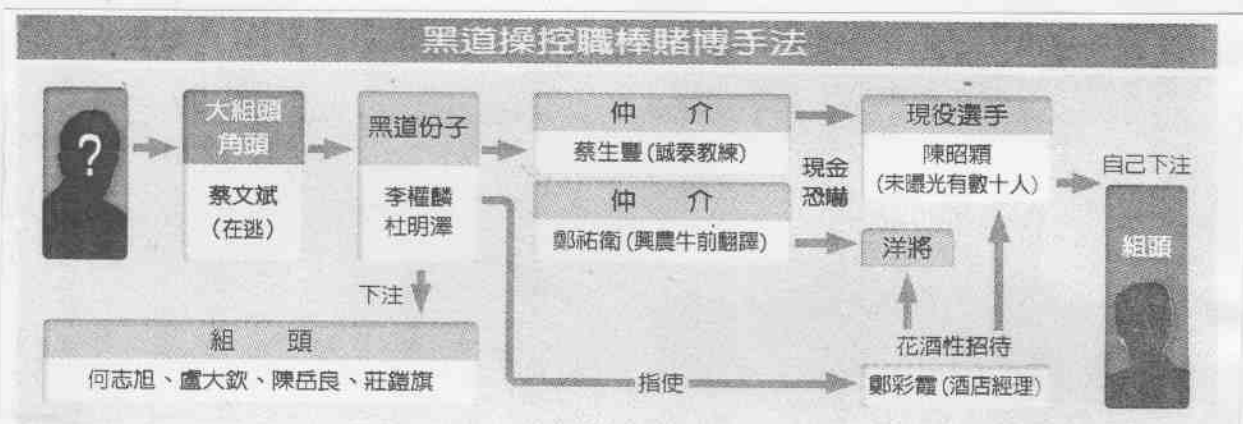 黑道操控職棒賭博手法
?
大組頭
角頭
蔡文斌
(在逃)
黑道份子
李權麟
杜明澤
仲 介
蔡生豐(誠泰教練)
仲 介
鄭祐衛(興農牛前翻譯)
現金
恐嚇
現役選手
陳昭穎
(未曝光有數十人)
洋將
自己下注
組頭
下注
組 頭
何志旭、盧大欽、陳岳良、莊鎧旗
指使
花酒性招待
鄭彩霞(酒店經理)